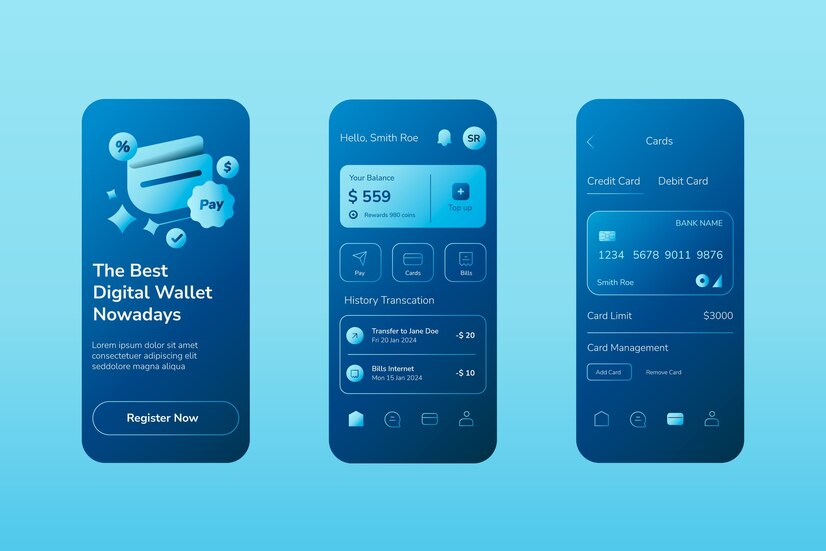 %
$
Pay
The Best
Digital Wallet
Nowadays
Lorem ipsum dolor sit amet
consectetuer adipiscing elit
seddolore magna aliqua
Register Now
Hello, Smith Roe
SR
Your Balance
$ 559
Rewards 980 coins
Top up
Pay
Cards
Bills
History Transcation
Transfer to Jane Doe
Fri 20 Jan 2024
-$ 20
Bills Internet
Mon 15 Jan 2024
-$ 10
Cards
Credit Card
Debit Card
BANK NAME
1234 5678 9011 9876
Smith Roe
Card Limit
$3000
Card Management
Add Card
Remove Card